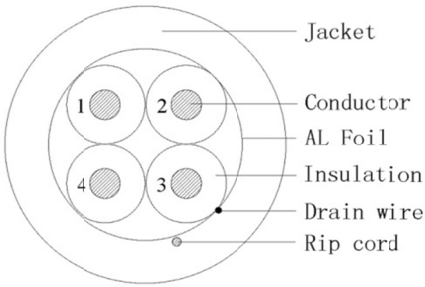 Jacket
1 2 Conductor
AL Foil
4 3 Insulation
Drain wire
Rip cord